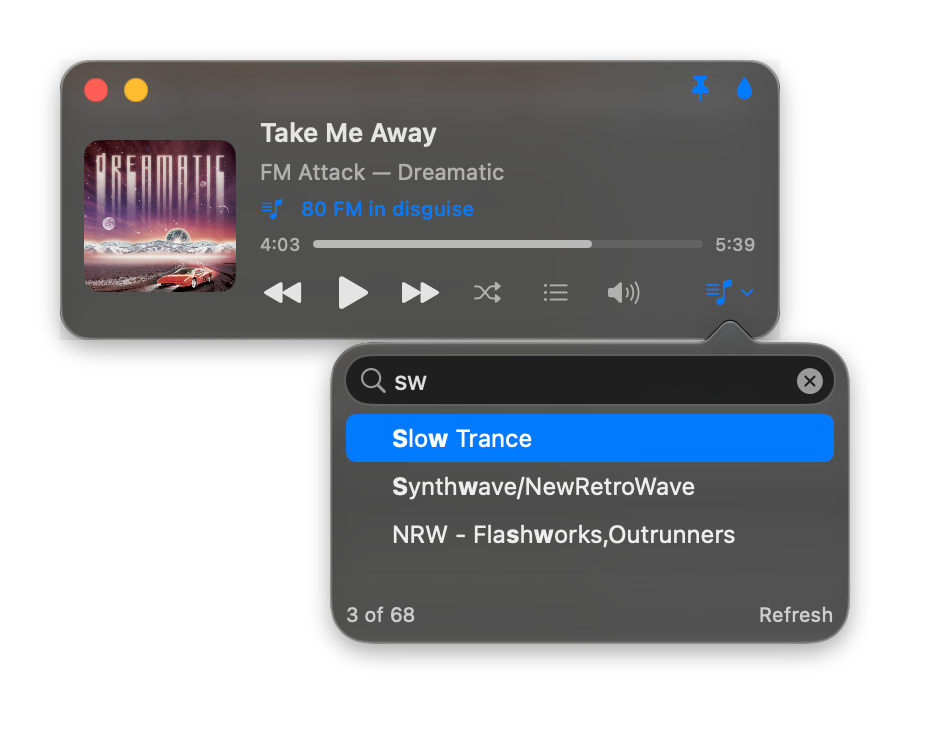 DREAMATIC
Take Me Away
FM Attack — Dreamatic
80 FM in disguise
4:03
5:39
sw
Slow Trance
Synthwave/NewRetroWave
NRW - Flashworks,Outrunners
3 of 68
Refresh